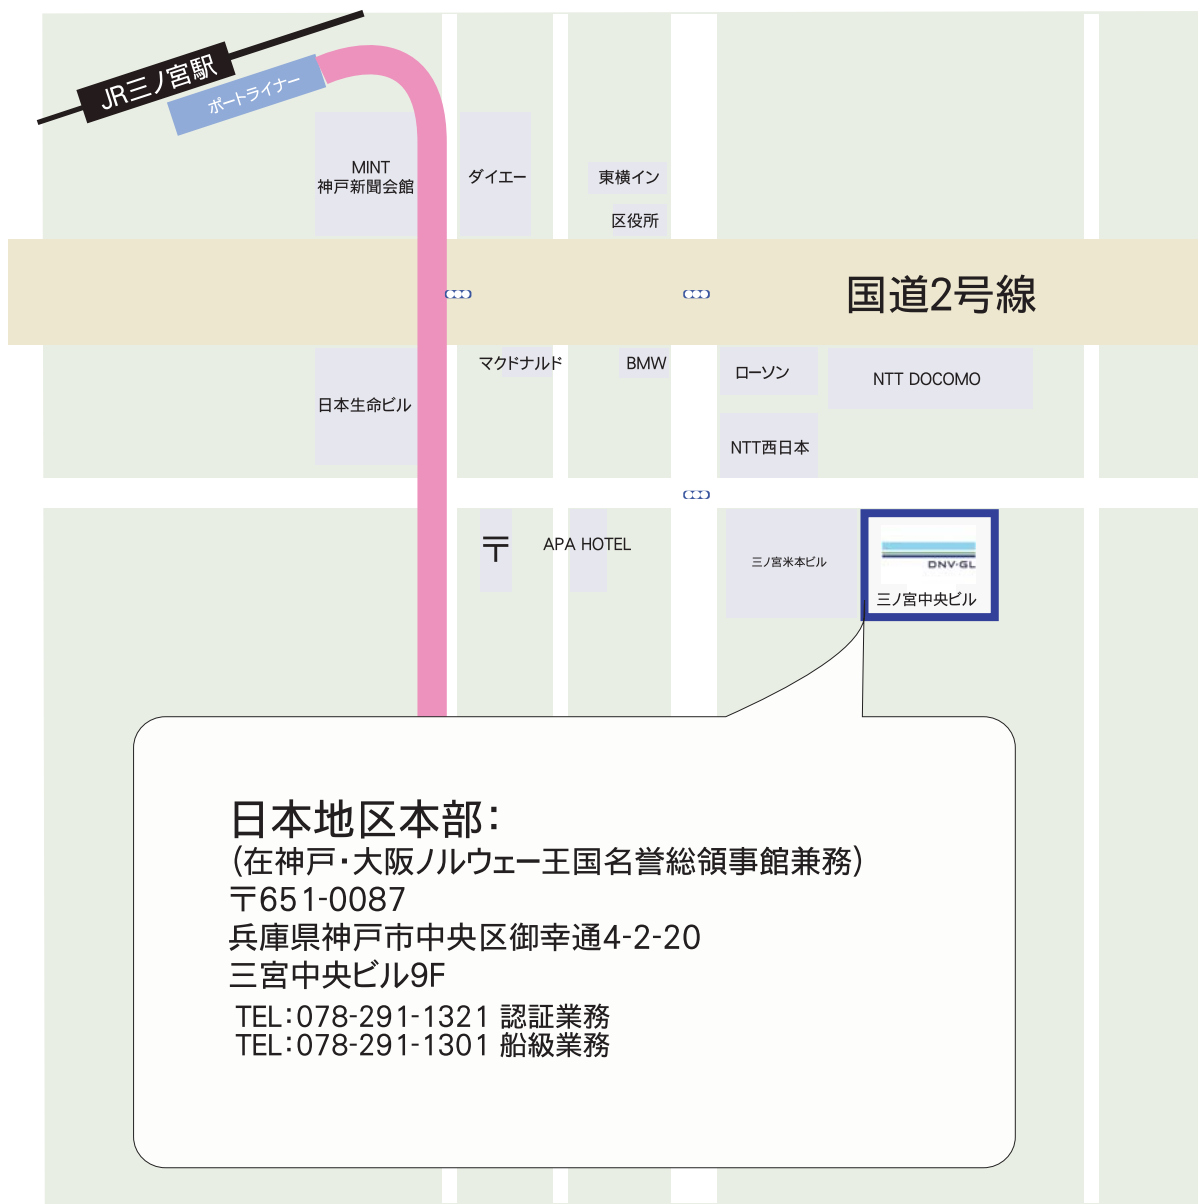 JR三ノ宮駅
ポートライナー
MINT
神戸新聞会館
ダイエー
東横イン
区役所
国道2号線
日本生命ビル
マクドナルド
BMW
ローソン
NTT DOCOMO
NTT西日本
〒
APA HOTEL
三ノ宮米本ビル
DNV·GL
三ノ宮中央ビル
日本地区本部：
（在神戸・大阪ノルウェー王国名誉総領事館兼務）
〒651-0087
兵庫県神戸市中央区御幸通4-2-20
三宮中央ビル9F
TEL：078-291-1321 認証業務
TEL：078-291-1301 船級業務